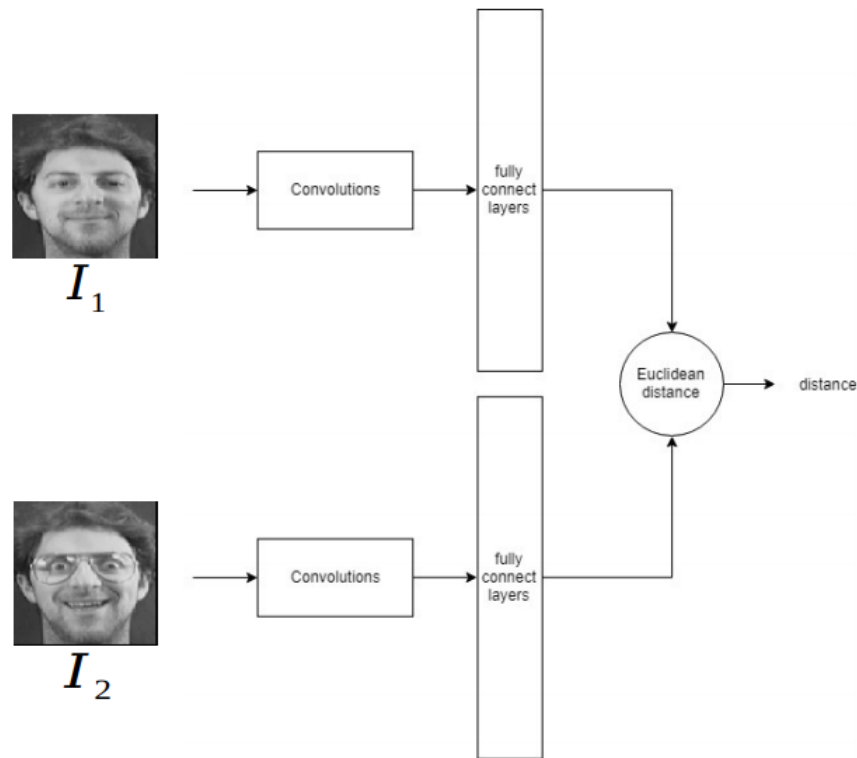 I1
Convolutions
fully
connect
layers
Euclidean
distance
distance
I2
Convolutions
fully
connect
layers